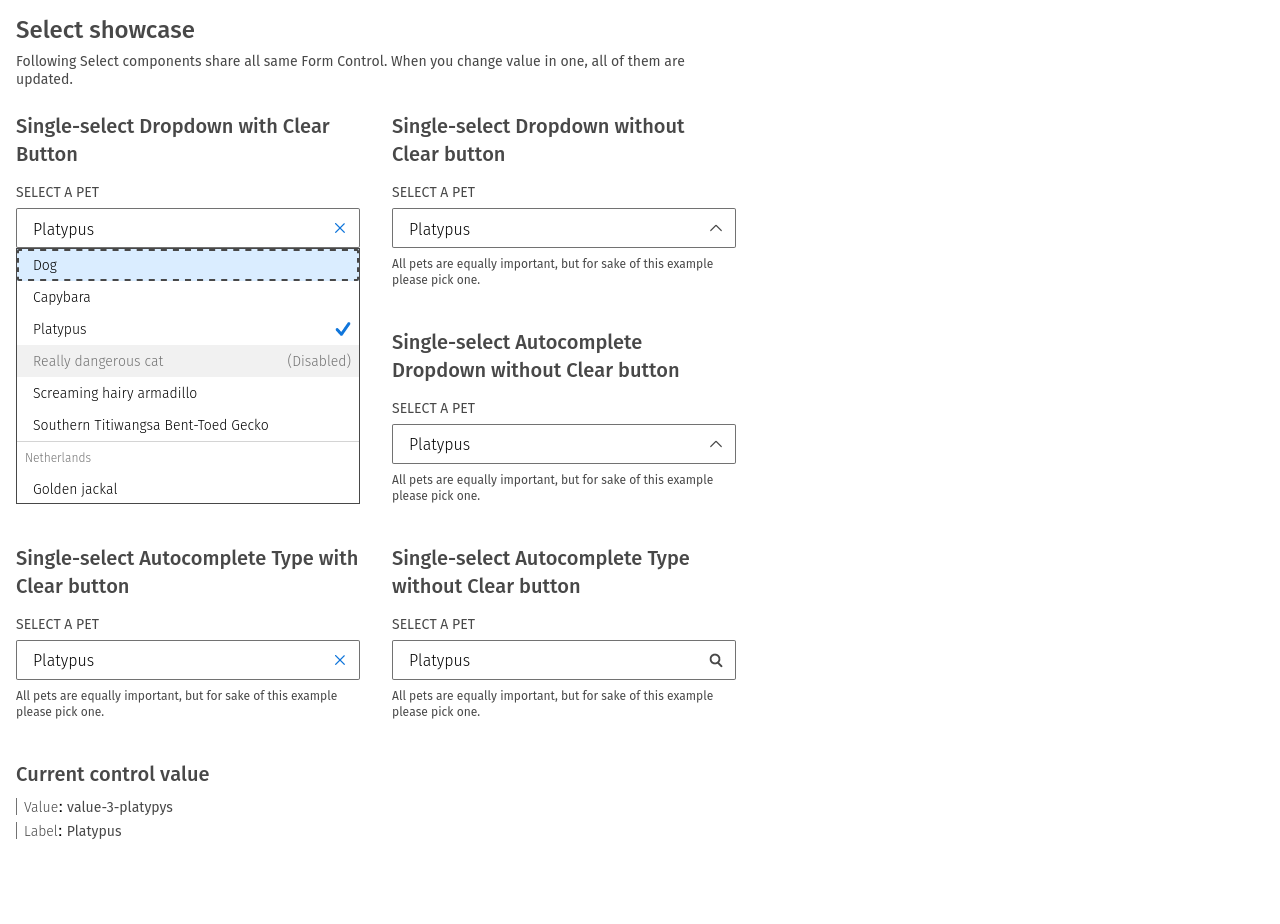 Select showcase
Following Select components share all same Form Control. When you change value in one, all of them are
updated.
Single-select Dropdown with Clear
Button
SELECT A PET
Platypus
Dog
Capybara
Platypus
Really dangerous cat (Disabled)
Screaming hairy armadillo
Southern Titiwangsa Bent-Toed Gecko
Netherlands
Golden jackal
Single-select Dropdown without
Clear button
SELECT A PET
Platypus
All pets are equally important, but for sake of this example
please pick one.
Single-select Autocomplete
Dropdown without Clear button
SELECT A PET
Platypus
All pets are equally important, but for sake of this example
please pick one.
Single-select Autocomplete Type with
Clear button
SELECT A PET
Platypus
All pets are equally important, but for sake of this example
please pick one.
Single-select Autocomplete Type
without Clear button
SELECT A PET
Platypus
All pets are equally important, but for sake of this example
please pick one.
Current control value
Value: value-3-platypys
Label: Platypus